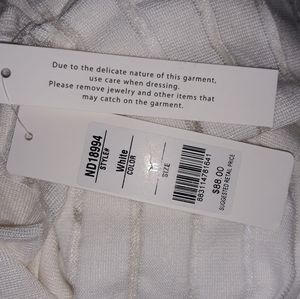 Due to the delicate nature of this garment,
use care when dressing.
Please remove jewelry and other items that
may catch on the garment.
ND18994
STYLE#
White
COLOR
SIZE
683114781641
$88.00
SUGGESTED RETAIL PRICE